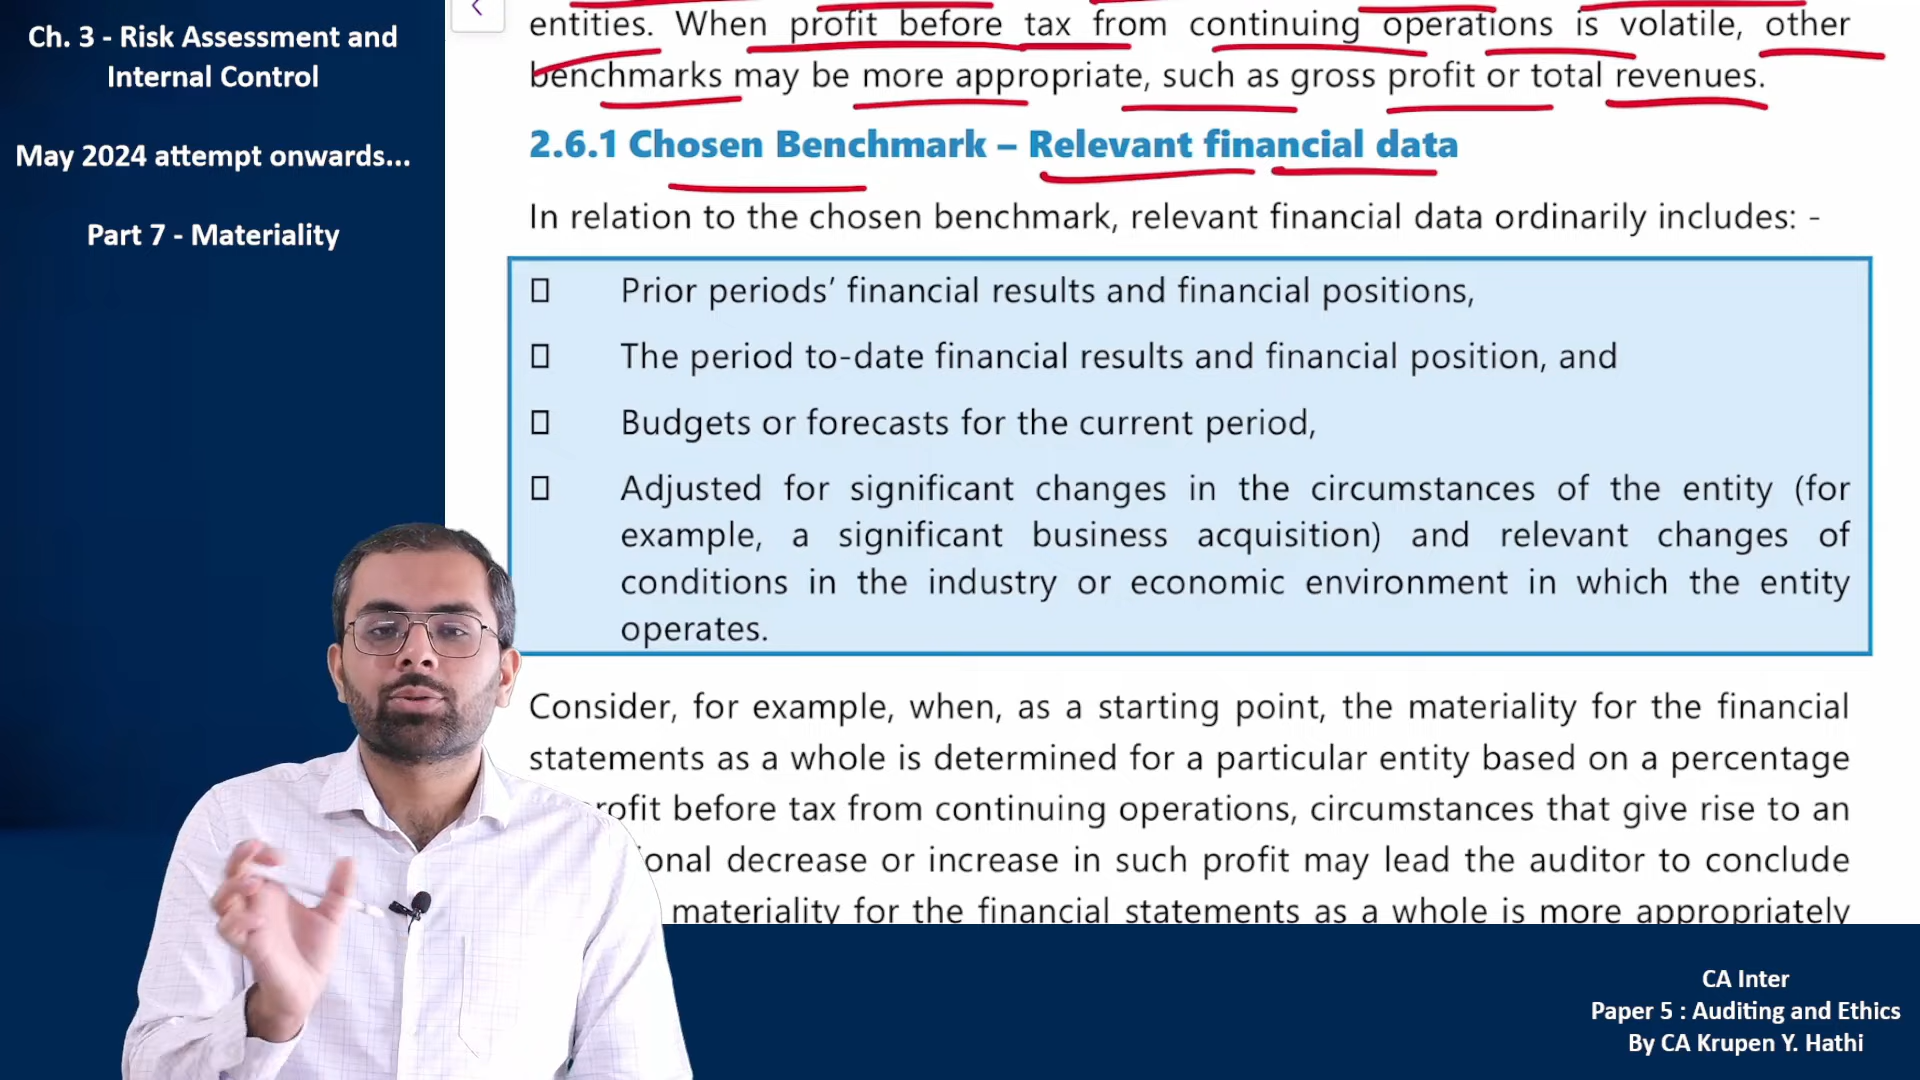 Ch. 3 - Risk Assessment and
Internal Control
May 2024 attempt onwards...
Part 7 - Materiality
entities. When profit before tax from continuing operations is volatile, other
benchmarks may be more appropriate, such as gross profit or total revenues.
2.6.1 Chosen Benchmark – Relevant financial data
In relation to the chosen benchmark, relevant financial data ordinarily includes: -
Prior periods’ financial results and financial positions,
The period to-date financial results and financial position, and
Budgets or forecasts for the current period,
Adjusted for significant changes in the circumstances of the entity (for
example, a significant business acquisition) and relevant changes of
conditions in the industry or economic environment in which the entity
operates.
Consider, for example, when, as a starting point, the materiality for the financial
statements as a whole is determined for a particular entity based on a percentage
before tax from continuing operations, circumstances that give rise to an
decrease or increase in such profit may lead the auditor to conclude
materiality for the financial statements as a whole is more appropriately
CA Inter
Paper 5 : Auditing and Ethics
By CA Krupen Y. Hathi